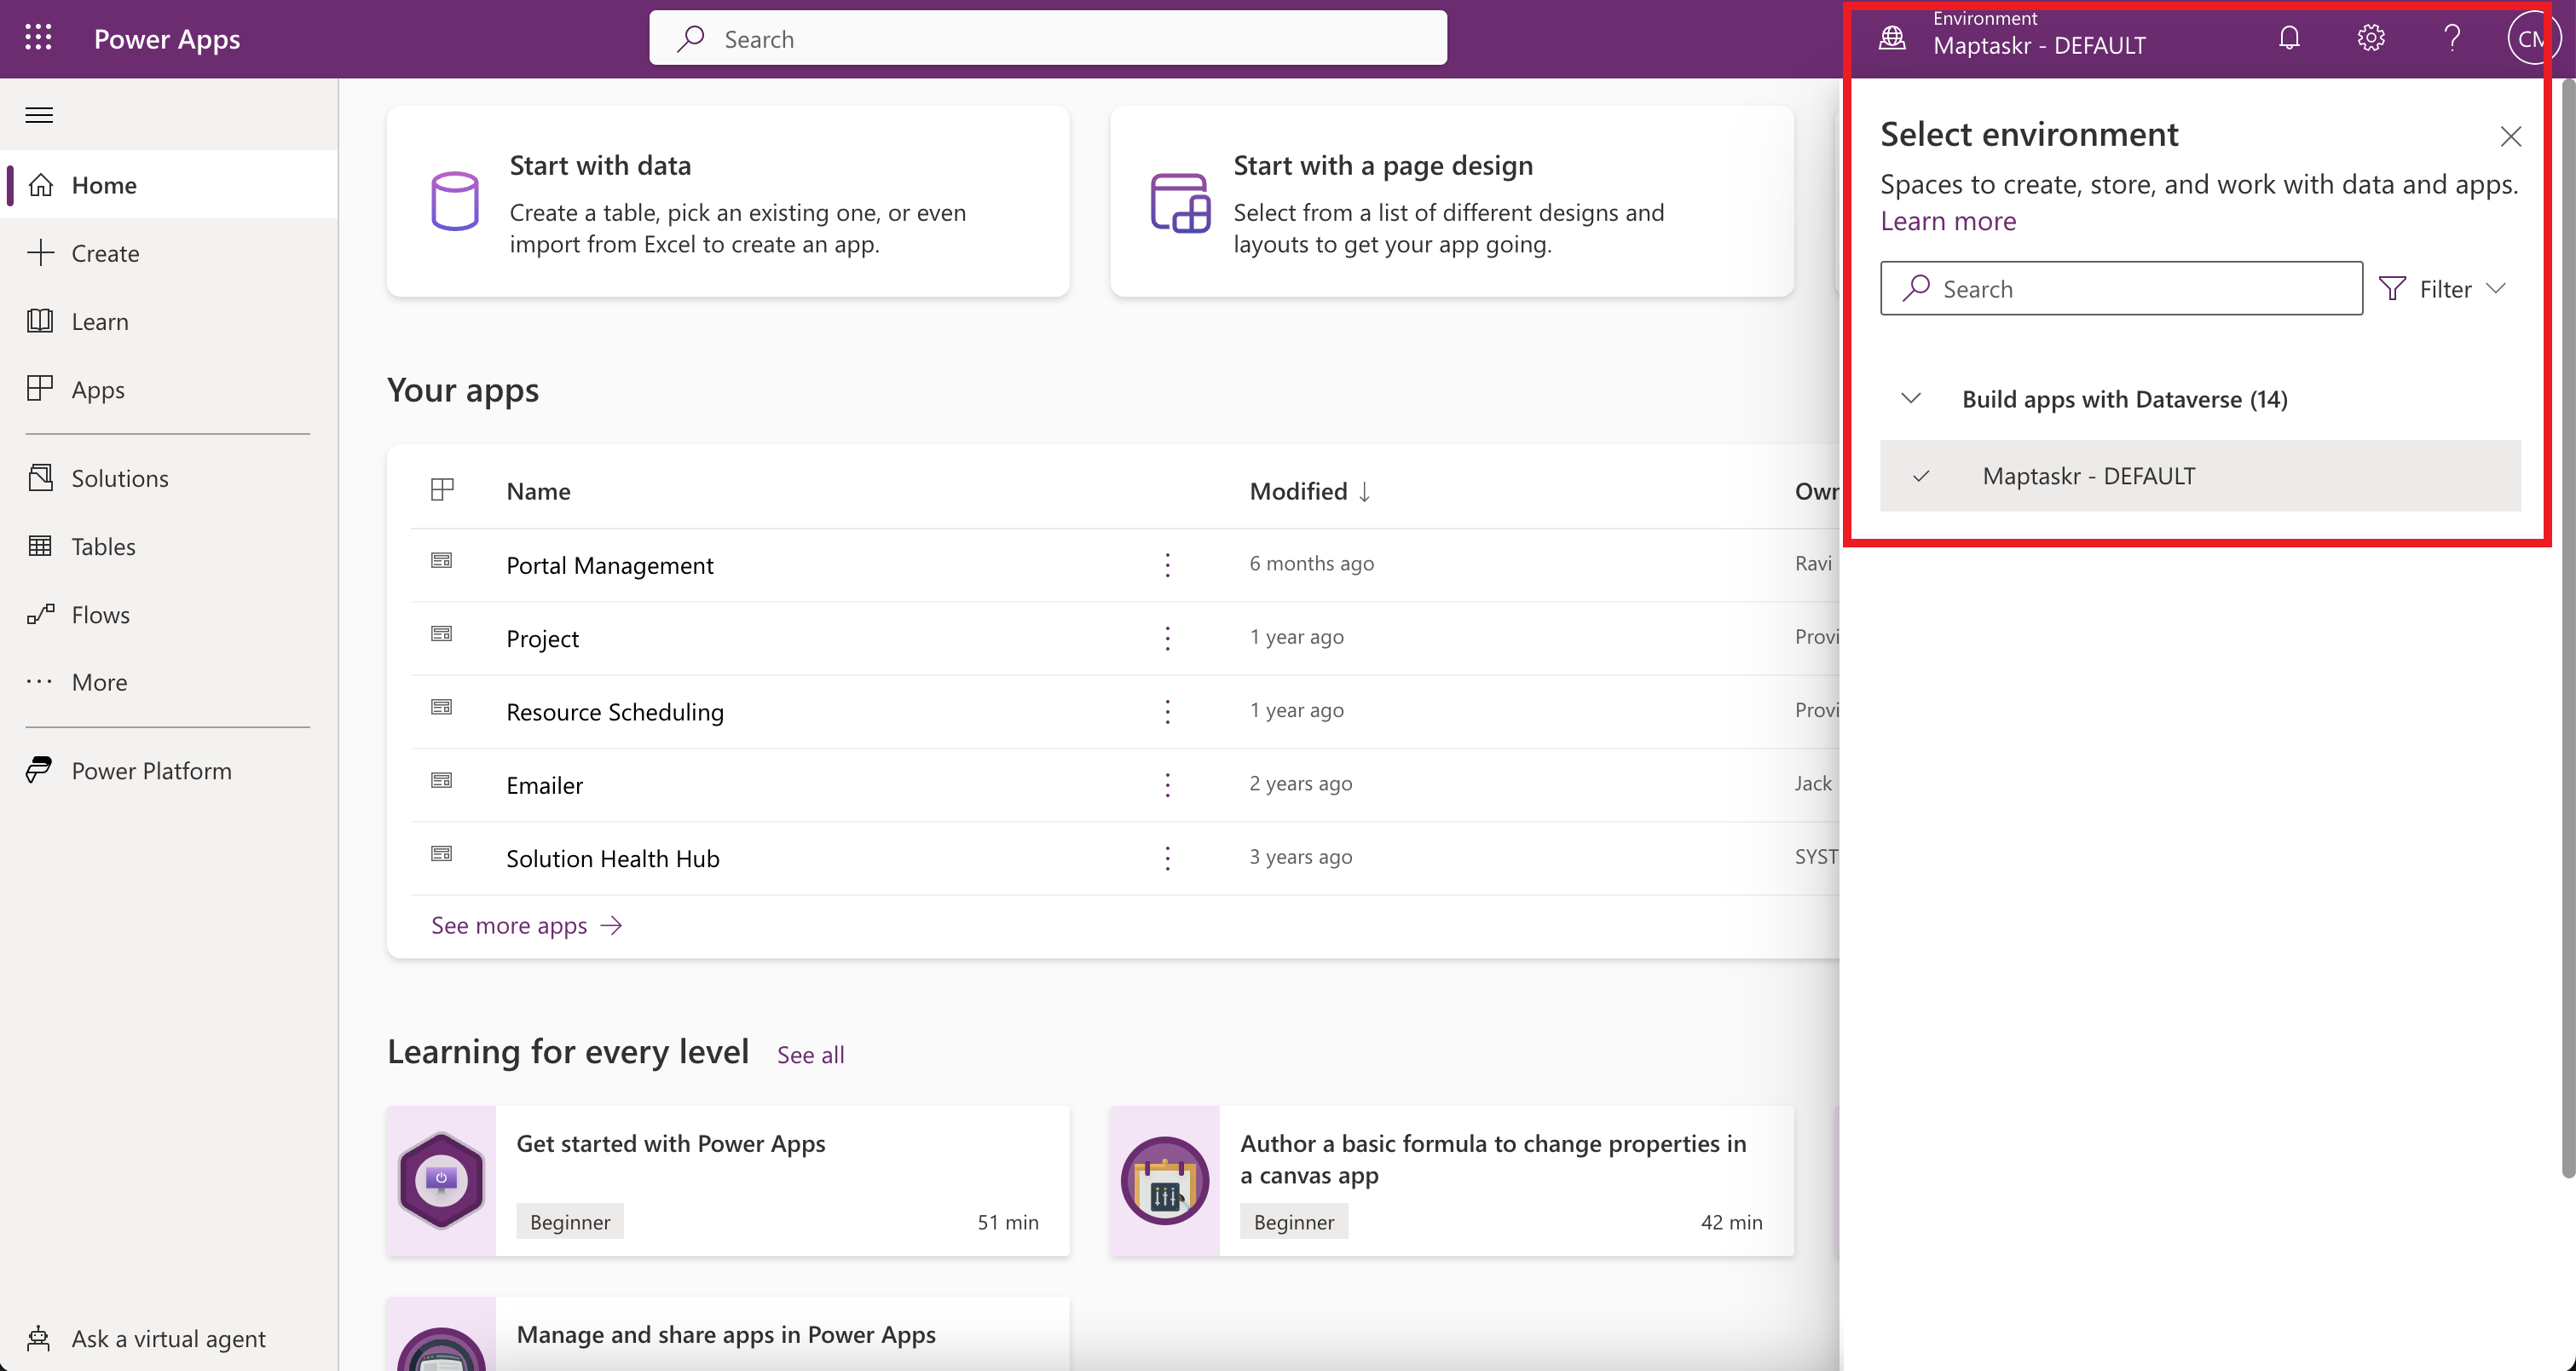 Power Apps
Search
Environment
Maptaskr - DEFAULT
CM
Home
Create
Learn
Apps
Solutions
Tables
Flows
More
Power Platform
Ask a virtual agent
Start with data
Create a table, pick an existing one, or even
import from Excel to create an app.
Start with a page design
Select from a list of different designs and
layouts to get your app going.
Your apps
Name Modified Owr
Portal Management 6 months ago Ravi
Project 1 year ago Provi
Resource Scheduling 1 year ago Provi
Emailer 2 years ago Jack
Solution Health Hub 3 years ago SYST
See more apps
Learning for every level See all
Get started with Power Apps
Beginner 51 min
Author a basic formula to change properties in
a canvas app
Beginner 42 min
Manage and share apps in Power Apps
Select environment
Spaces to create, store, and work with data and apps.
Learn more
Search Filter
Build apps with Dataverse (14)
Maptaskr - DEFAULT